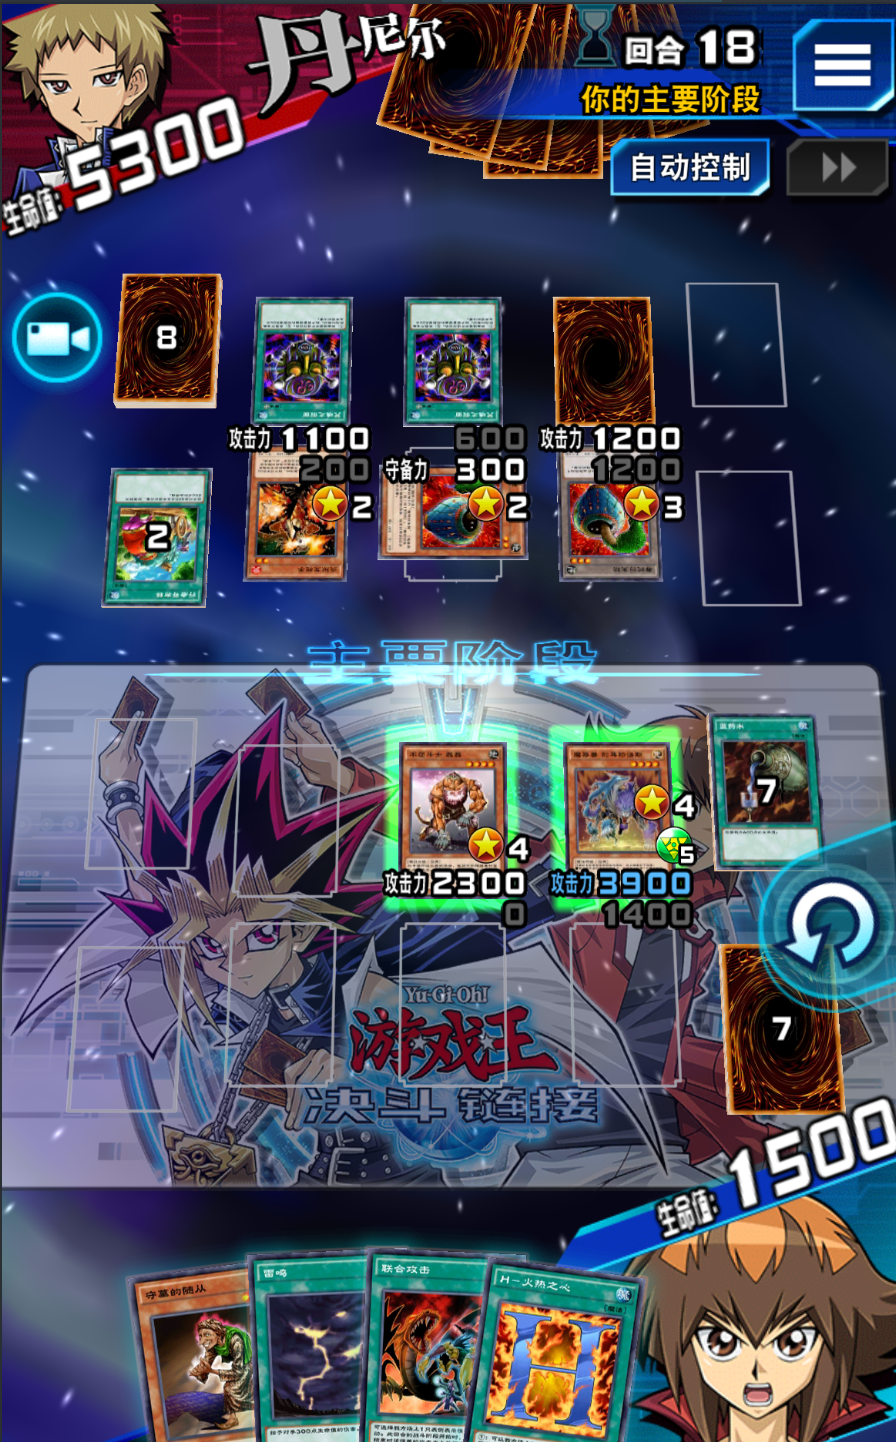 丹尼尔
回合 18
你的主要阶段
生命值: 5300
自动控制
8
攻击力 1100
200
2
600
守备力 300
2
攻击力 1200
1200
3
2
主要阶段
4
攻击力 2300
0
4
5
攻击力 3900
1400
7
Yu-Gi-Oh!
游戏王
决斗链接
7
生命值: 1500
守墓的随从
雷鸣
联合攻击
H-火热之心